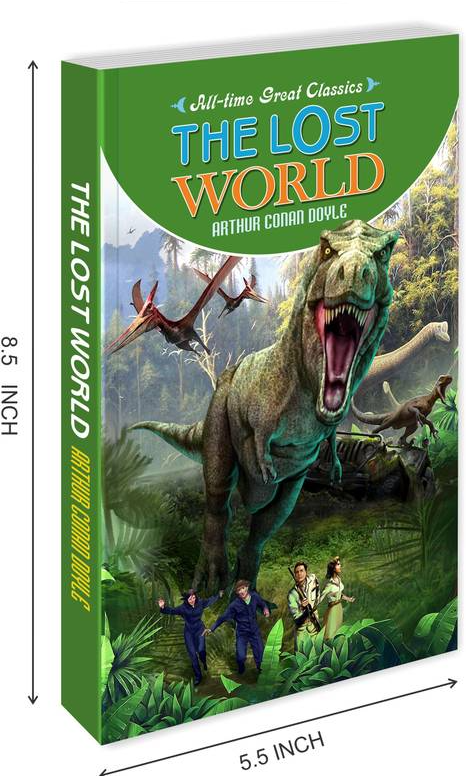 All-time Great Classics
THE LOST
WORLD
ARTHUR CONAN DOYLE
THE LOST WORLD ARTHUR CONAN DOYLE
8.5 INCH
5.5 INCH